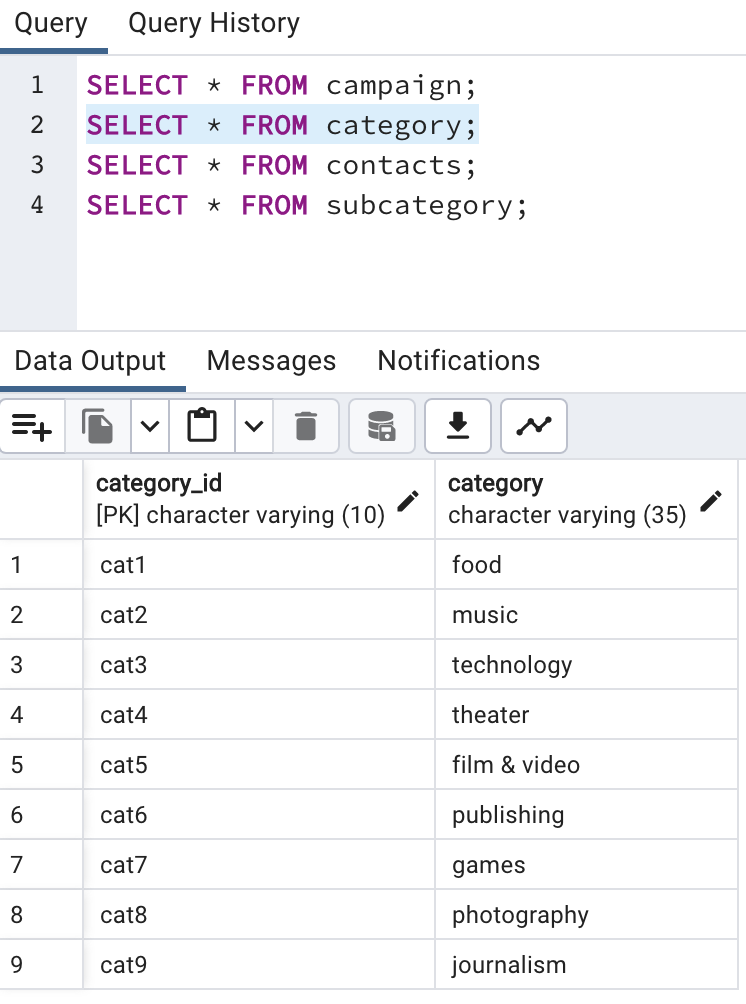 Query Query History
1 SELECT * FROM campaign;
2 SELECT * FROM category;
3 SELECT * FROM contacts;
4 SELECT * FROM subcategory;
Data Output Messages Notifications
category_id category
[PK] character varying (10) character varying (35)
1 cat1 food
2 cat2 music
3 cat3 technology
4 cat4 theater
5 cat5 film & video
6 cat6 publishing
7 cat7 games
8 cat8 photography
9 cat9 journalism